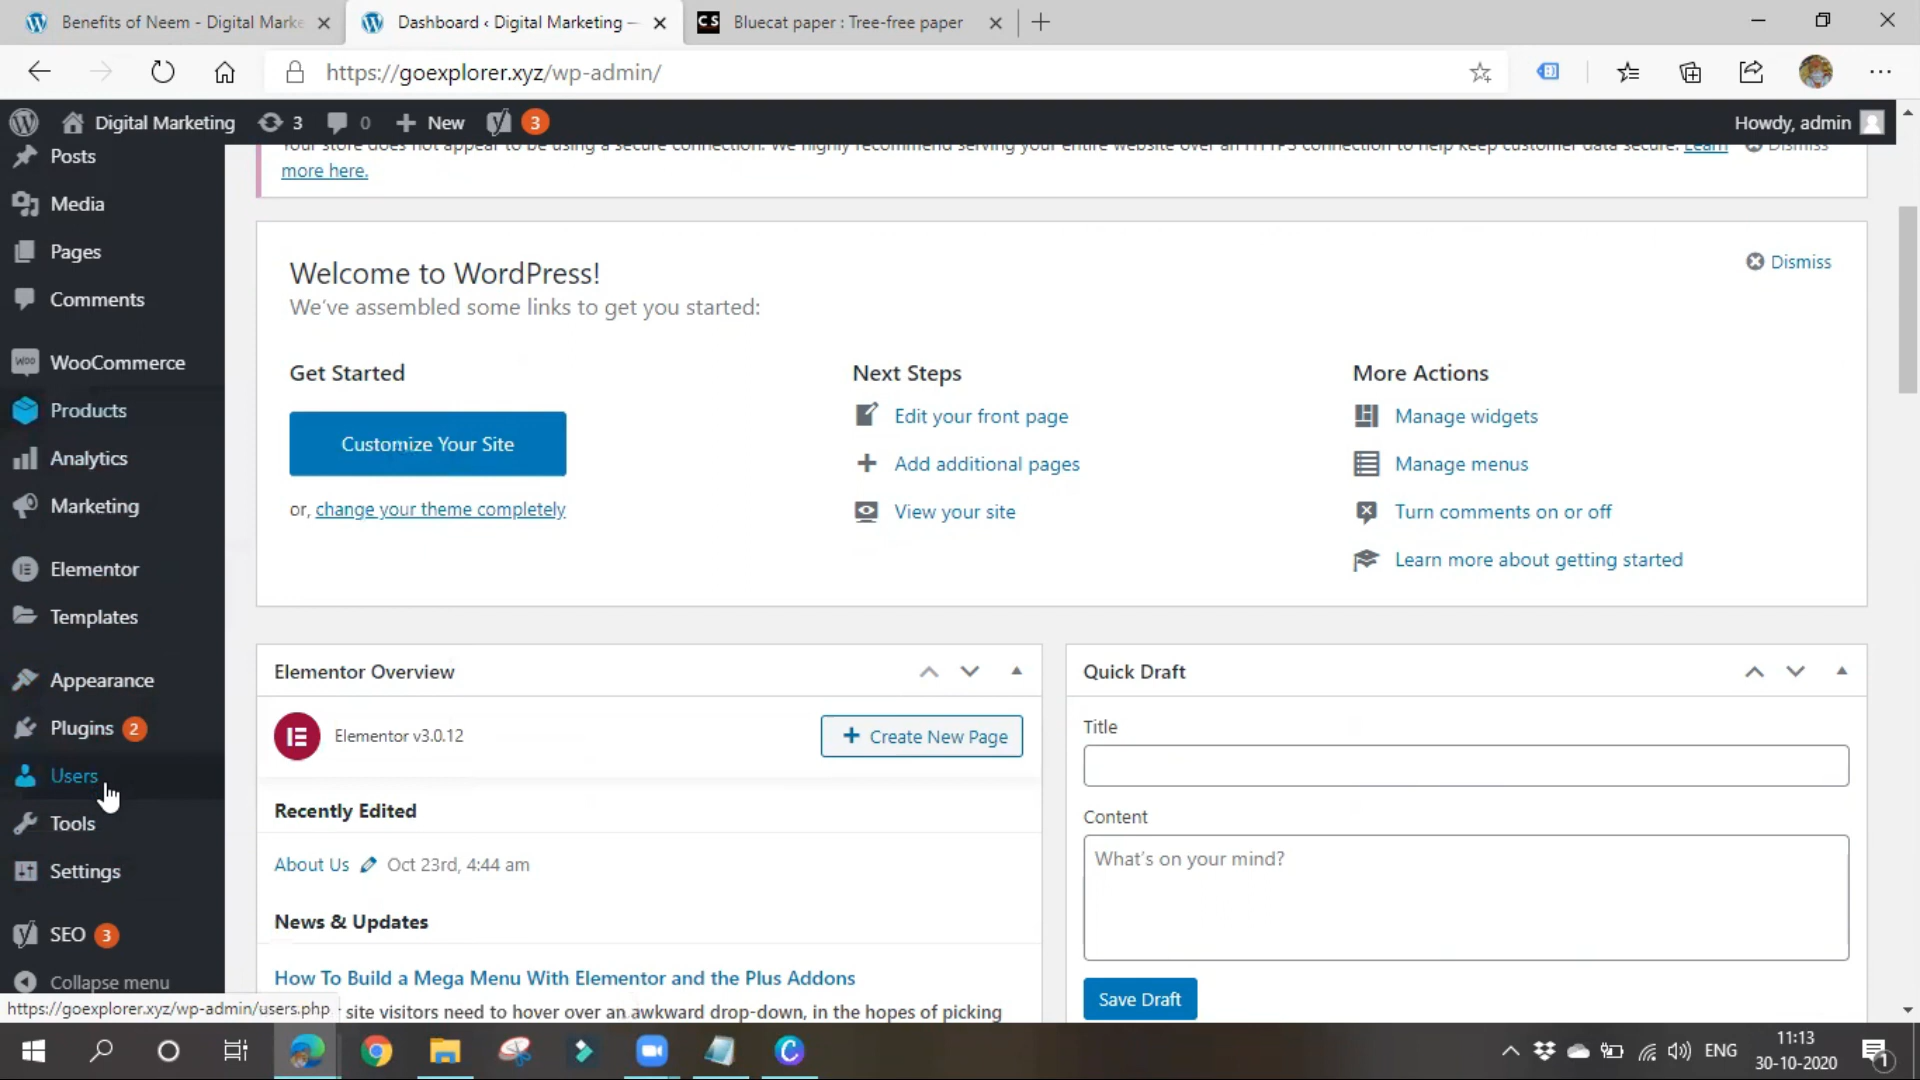 Benefits of Neem - Digital Marke
Dashboard ‹ Digital Marketing —
CS
Bluecat paper : Tree-free paper
https://goexplorer.xyz/wp-admin/
Digital Marketing
3
0
New
3
Howdy, admin
Your store does not appear to be using a secure connection. We highly recommend serving your entire website over an HTTPS connection to help keep customer data secure. Learn
Dismiss
more here.
Posts
Media
Pages
Comments
WOO
WooCommerce
Products
Analytics
Marketing
Elementor
Templates
Appearance
Plugins 2
Users
Tools
Settings
SEO 3
Collapse menu
Welcome to WordPress!
Dismiss
We've assembled some links to get you started:
Get Started
Customize Your Site
or, change your theme completely
Next Steps
Edit your front page
Add additional pages
View your site
More Actions
Manage widgets
Manage menus
Turn comments on or off
Learn more about getting started
Elementor Overview
Elementor v3.0.12
+ Create New Page
Recently Edited
About Us
Oct 23rd, 4:44 am
News & Updates
How To Build a Mega Menu With Elementor and the Plus Addons
site visitors need to hover over an awkward drop-down, in the hopes of picking
Quick Draft
Title
Content
What's on your mind?
Save Draft
https://goexplorer.xyz/wp-admin/users.php
ENG
11:13
30-10-2020
1